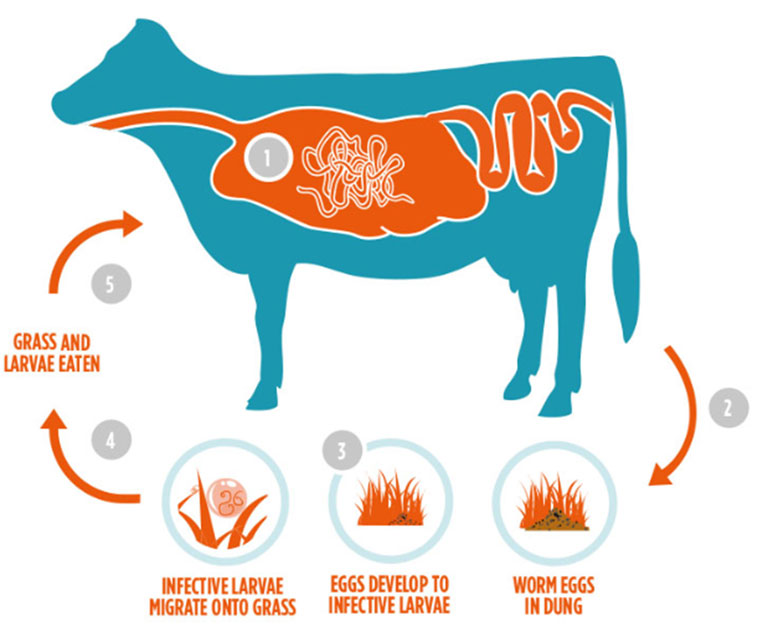 1
5
GRASS AND
LARVAE EATEN
2
4
3
INFECTIVE LARVAE
MIGRATE ONTO GRASS
EGGS DEVELOP TO
INFECTIVE LARVAE
WORM EGGS
IN DUNG